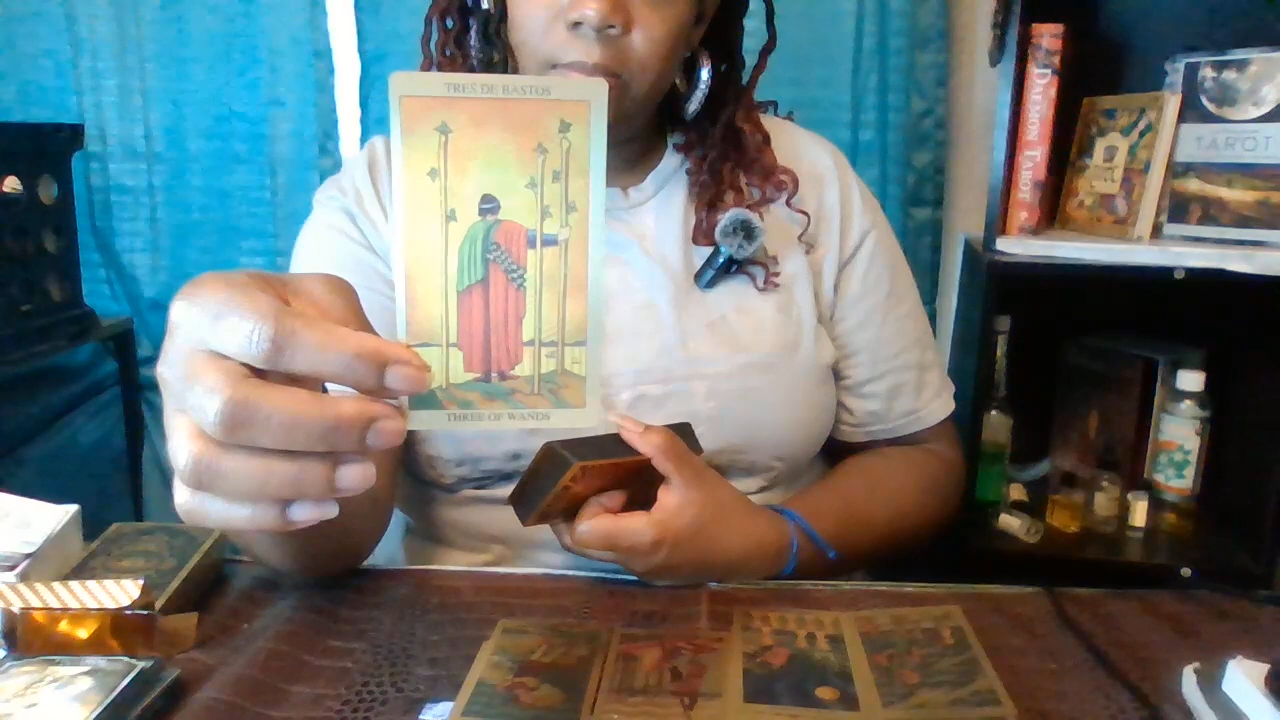 TRES DE BASTOS
THREE OF WANDS
DAEMON TAROT
TAROT